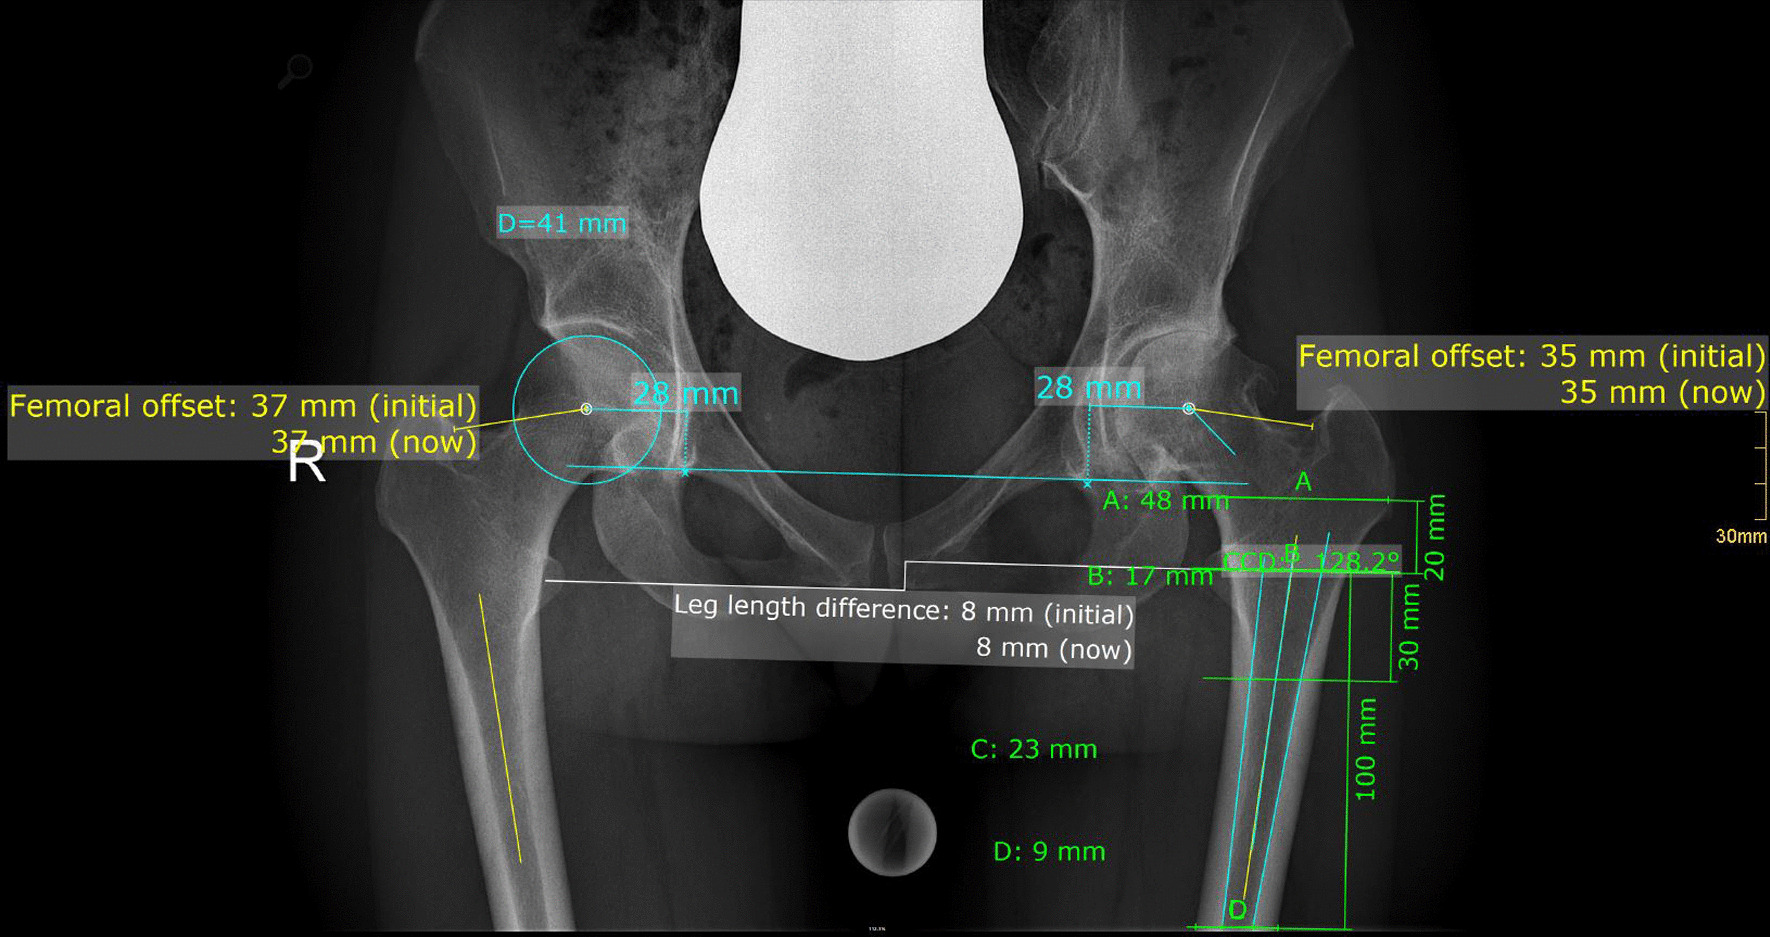 D=41 mm
Femoral offset: 35 mm (initial)
35 mm (now)
28 mm
28 mm
Femoral offset: 37 mm (initial)
37 mm (now)
R
A
A: 48 mm
20 mm
30mm
B
CCD: 128.2°
B: 17 mm
Leg length difference: 8 mm (initial)
8 mm (now)
30 mm
100 mm
C: 23 mm
D: 9 mm
D